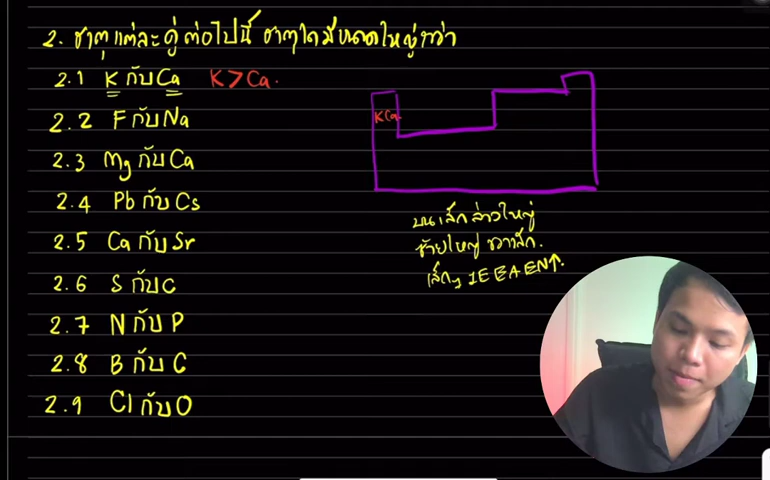 2. ธาตุแต่ละคู่ต่อไปนี้ ธาตุใดมีขนาดใหญ่กว่า
2.1 K กับ Ca K > Ca.
2.2 F กับ Na
2.3 Mg กับ Ca
2.4 Pb กับ Cs
2.5 Ca กับ Sr
2.6 S กับ C
2.7 N กับ P
2.8 B กับ C
2.9 Cl กับ O
K Ca
บนเล็ก ล่างใหญ่
ซ้ายใหญ่ ขวาเล็ก.
เล็กๆ IE EA EN↑.